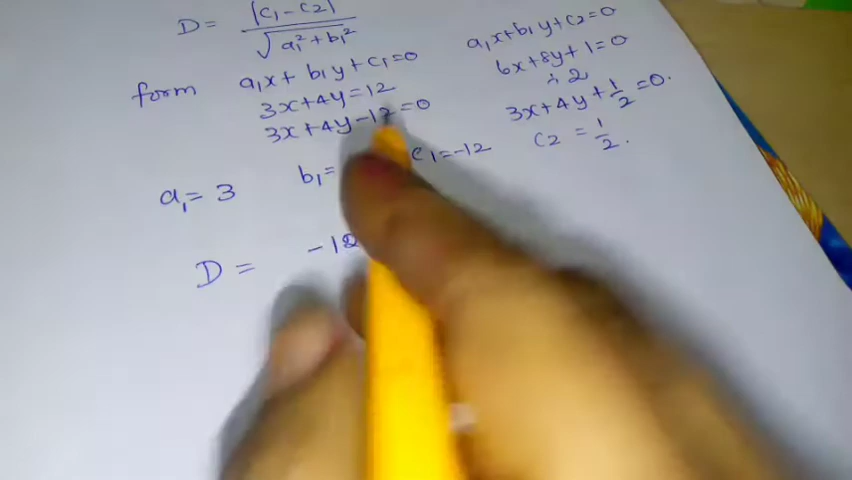 D = |c₁ - c₂| / √(a₁² + b₁²)
form a₁x + b₁y + c₁ = 0
3x + 4y = 12
3x + 4y - 12 = 0
a₁x + b₁y + c₂ = 0
6x + 8y + 1 = 0
÷ 2
3x + 4y + 1/2 = 0.
c₂ = 1/2.
a₁ = 3 b₁ = c₁ = -12
D = -12